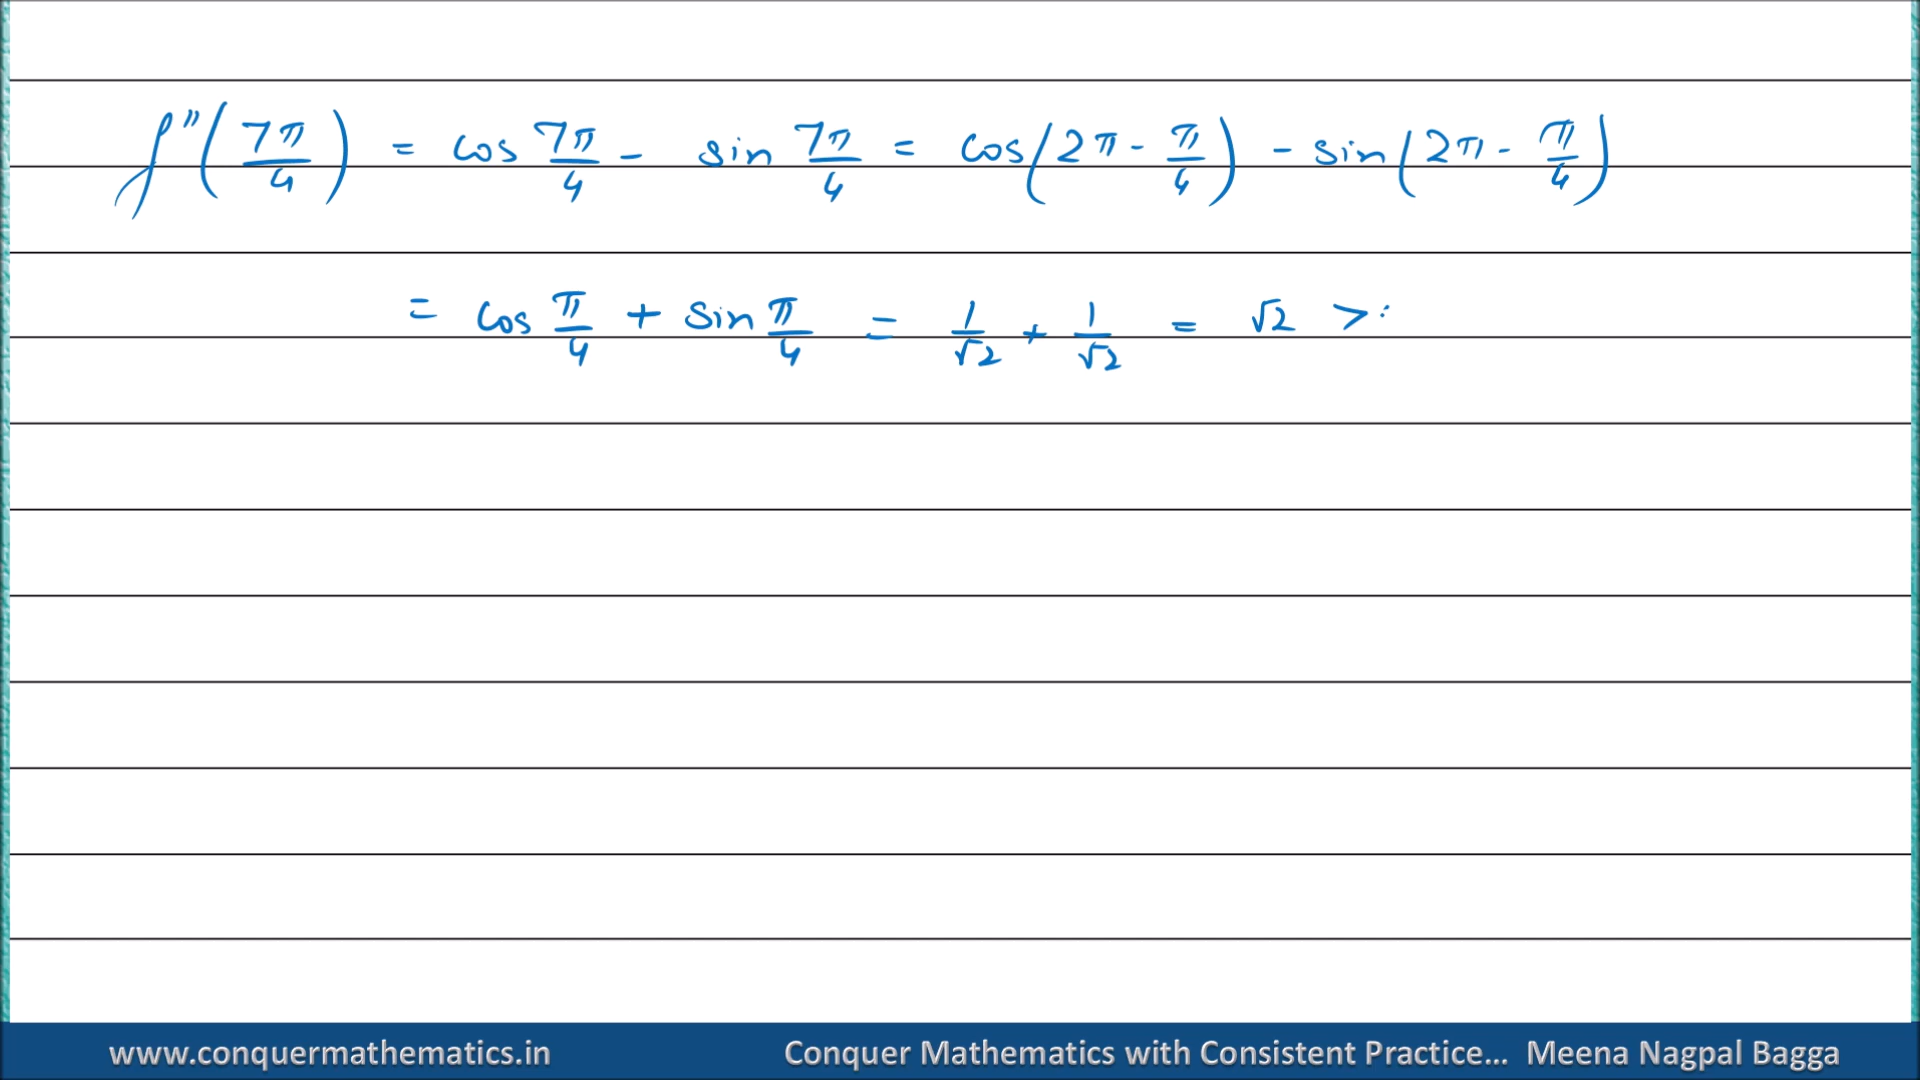 f''(7π/4) = cos 7π/4 - sin 7π/4 = cos(2π - π/4) - sin(2π - π/4)
= cos π/4 + sin π/4 = 1/√2 + 1/√2 = √2 >
www.conquermathematics.in Conquer Mathematics with Consistent Practice... Meena Nagpal Bagga